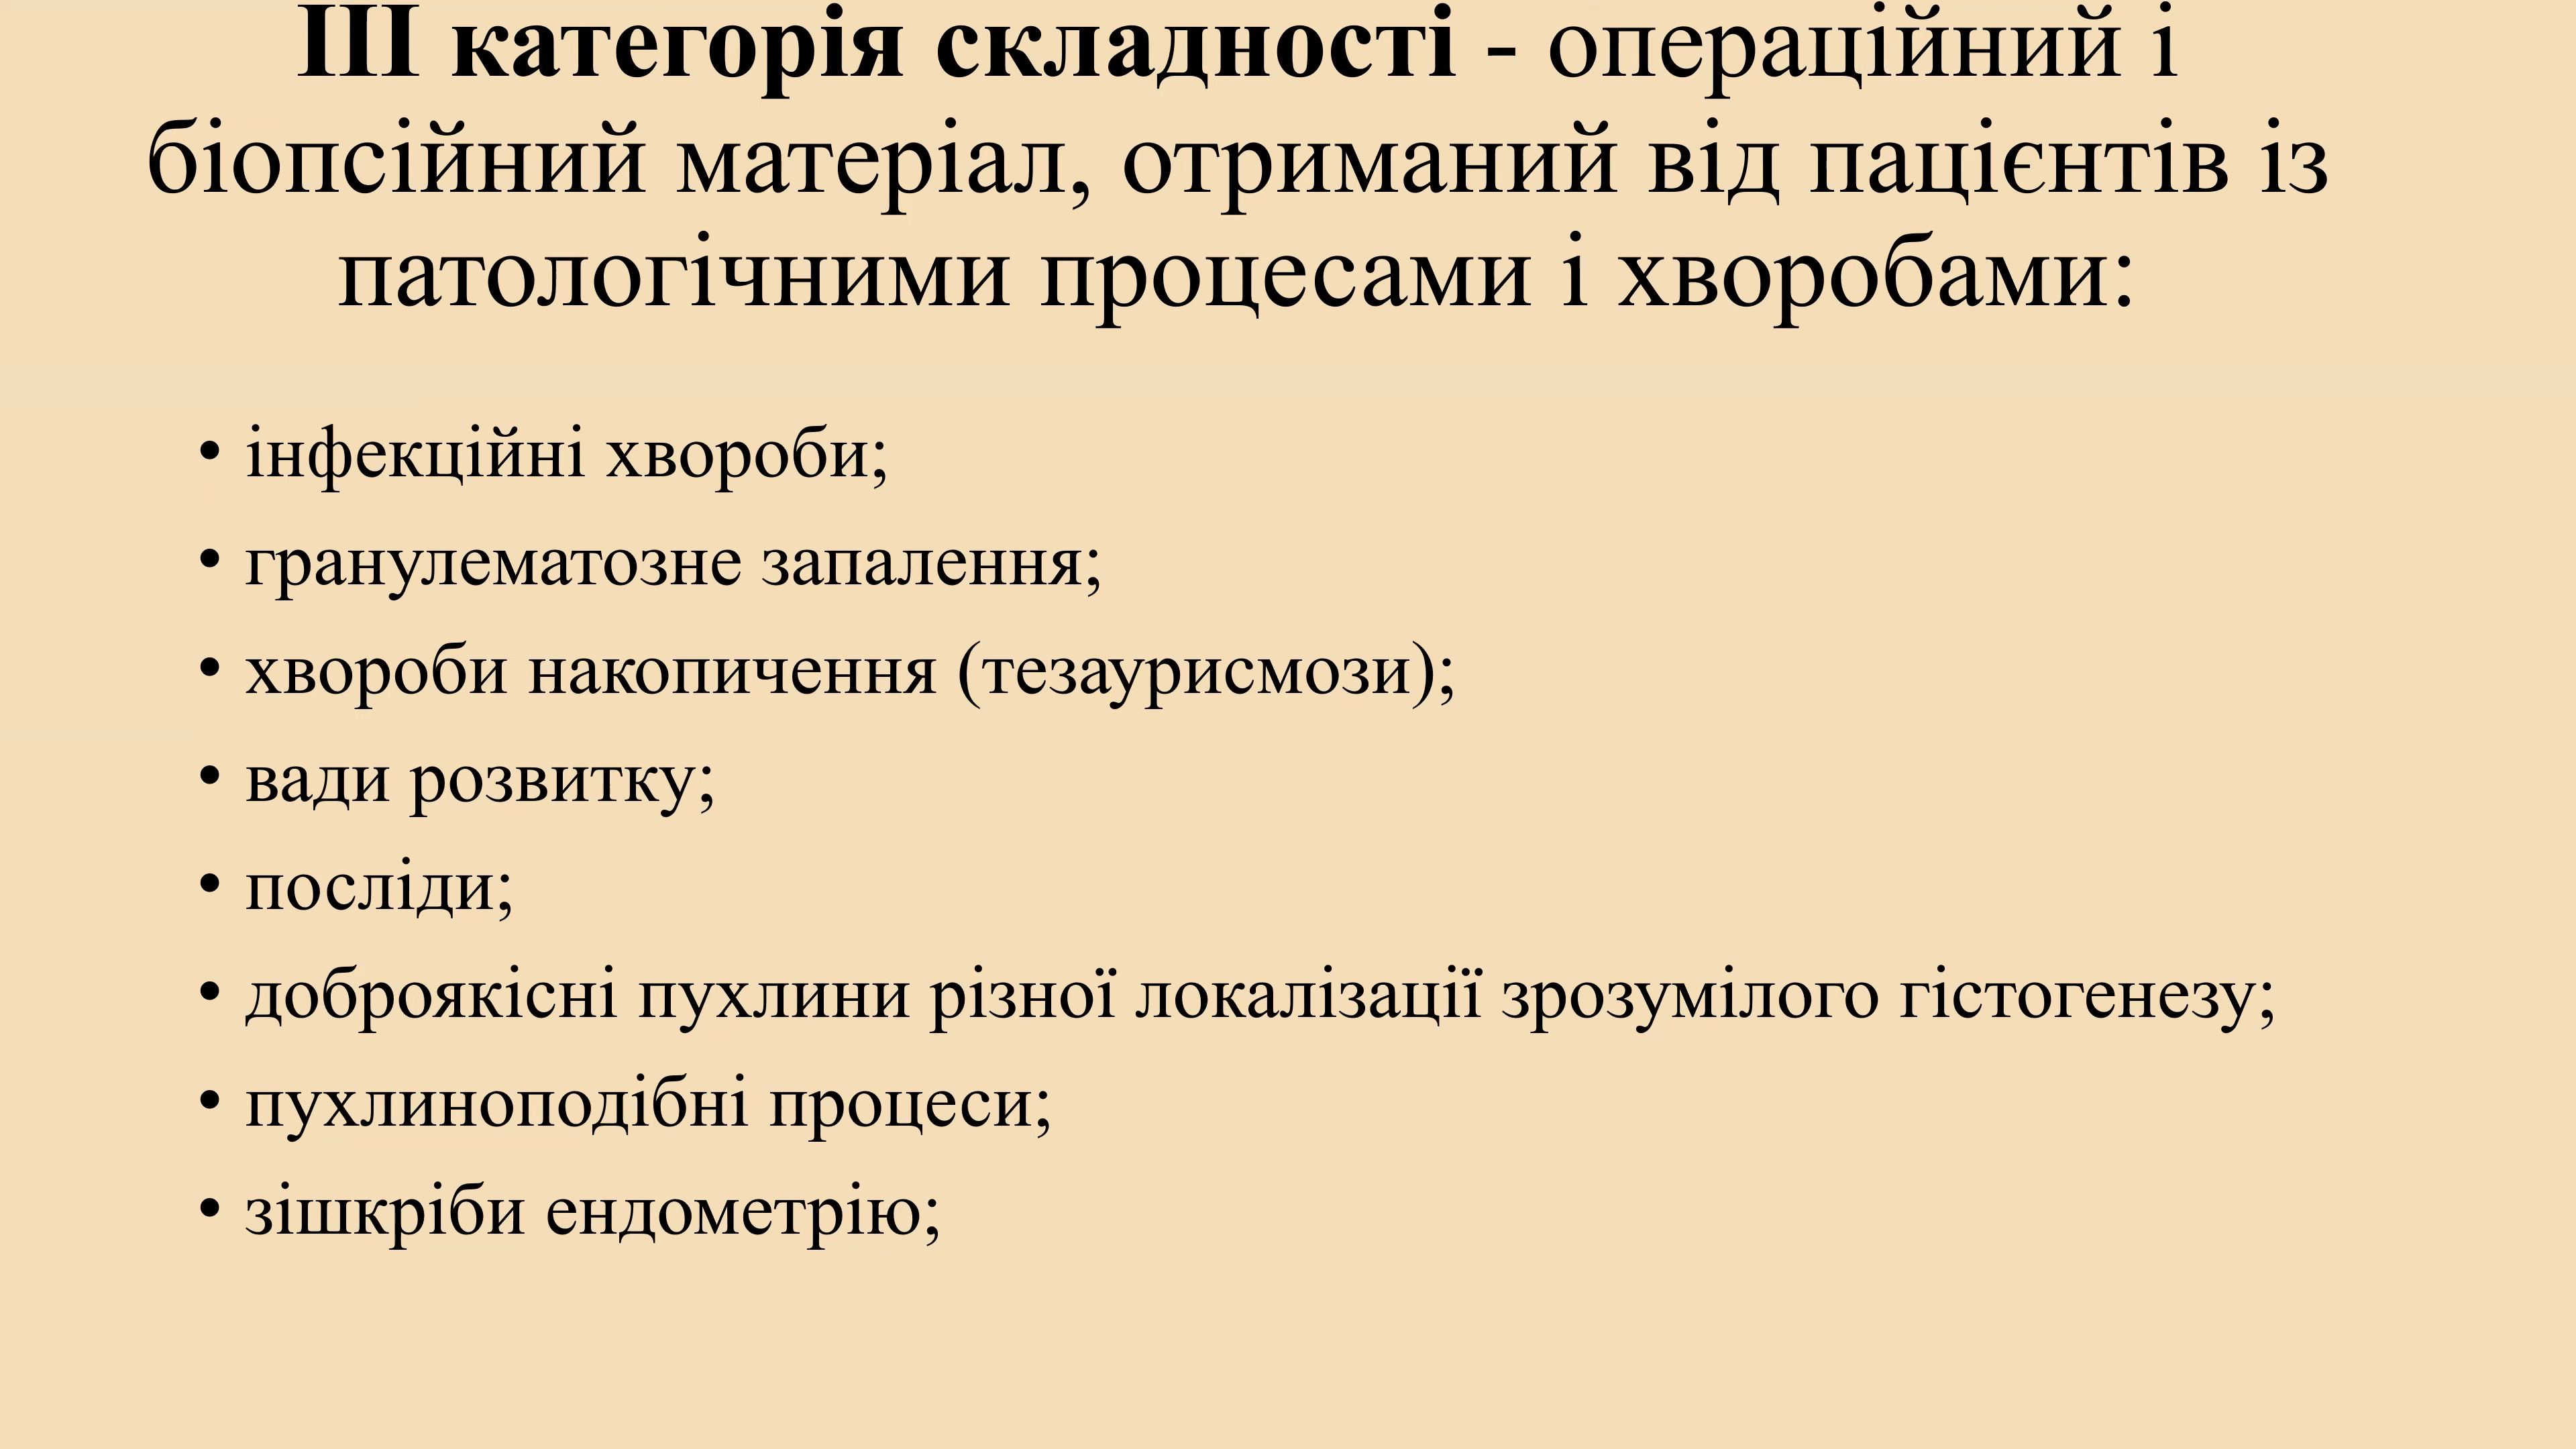 ІІІ категорія складності - операційний і
біопсійний матеріал, отриманий від пацієнтів із
патологічними процесами і хворобами:
• інфекційні хвороби;
• гранулематозне запалення;
• хвороби накопичення (тезаурисмози);
• вади розвитку;
• посліди;
• доброякісні пухлини різної локалізації зрозумілого гістогенезу;
• пухлиноподібні процеси;
• зішкріби ендометрію;